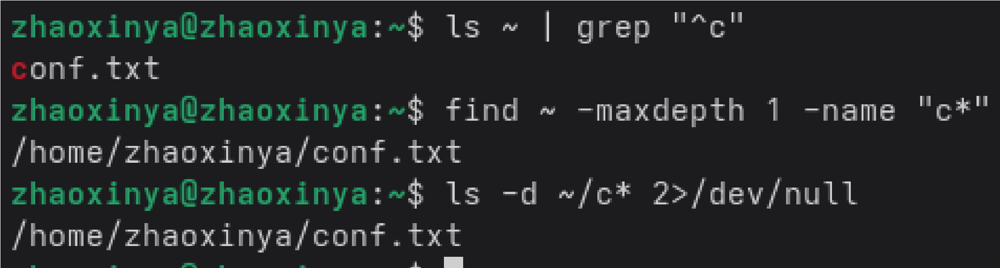 zhaoxinya@zhaoxinya:~$ ls ~ | grep "^c"
conf.txt
zhaoxinya@zhaoxinya:~$ find ~ -maxdepth 1 -name "c*"
/home/zhaoxinya/conf.txt
zhaoxinya@zhaoxinya:~$ ls -d ~/c* 2>/dev/null
/home/zhaoxinya/conf.txt